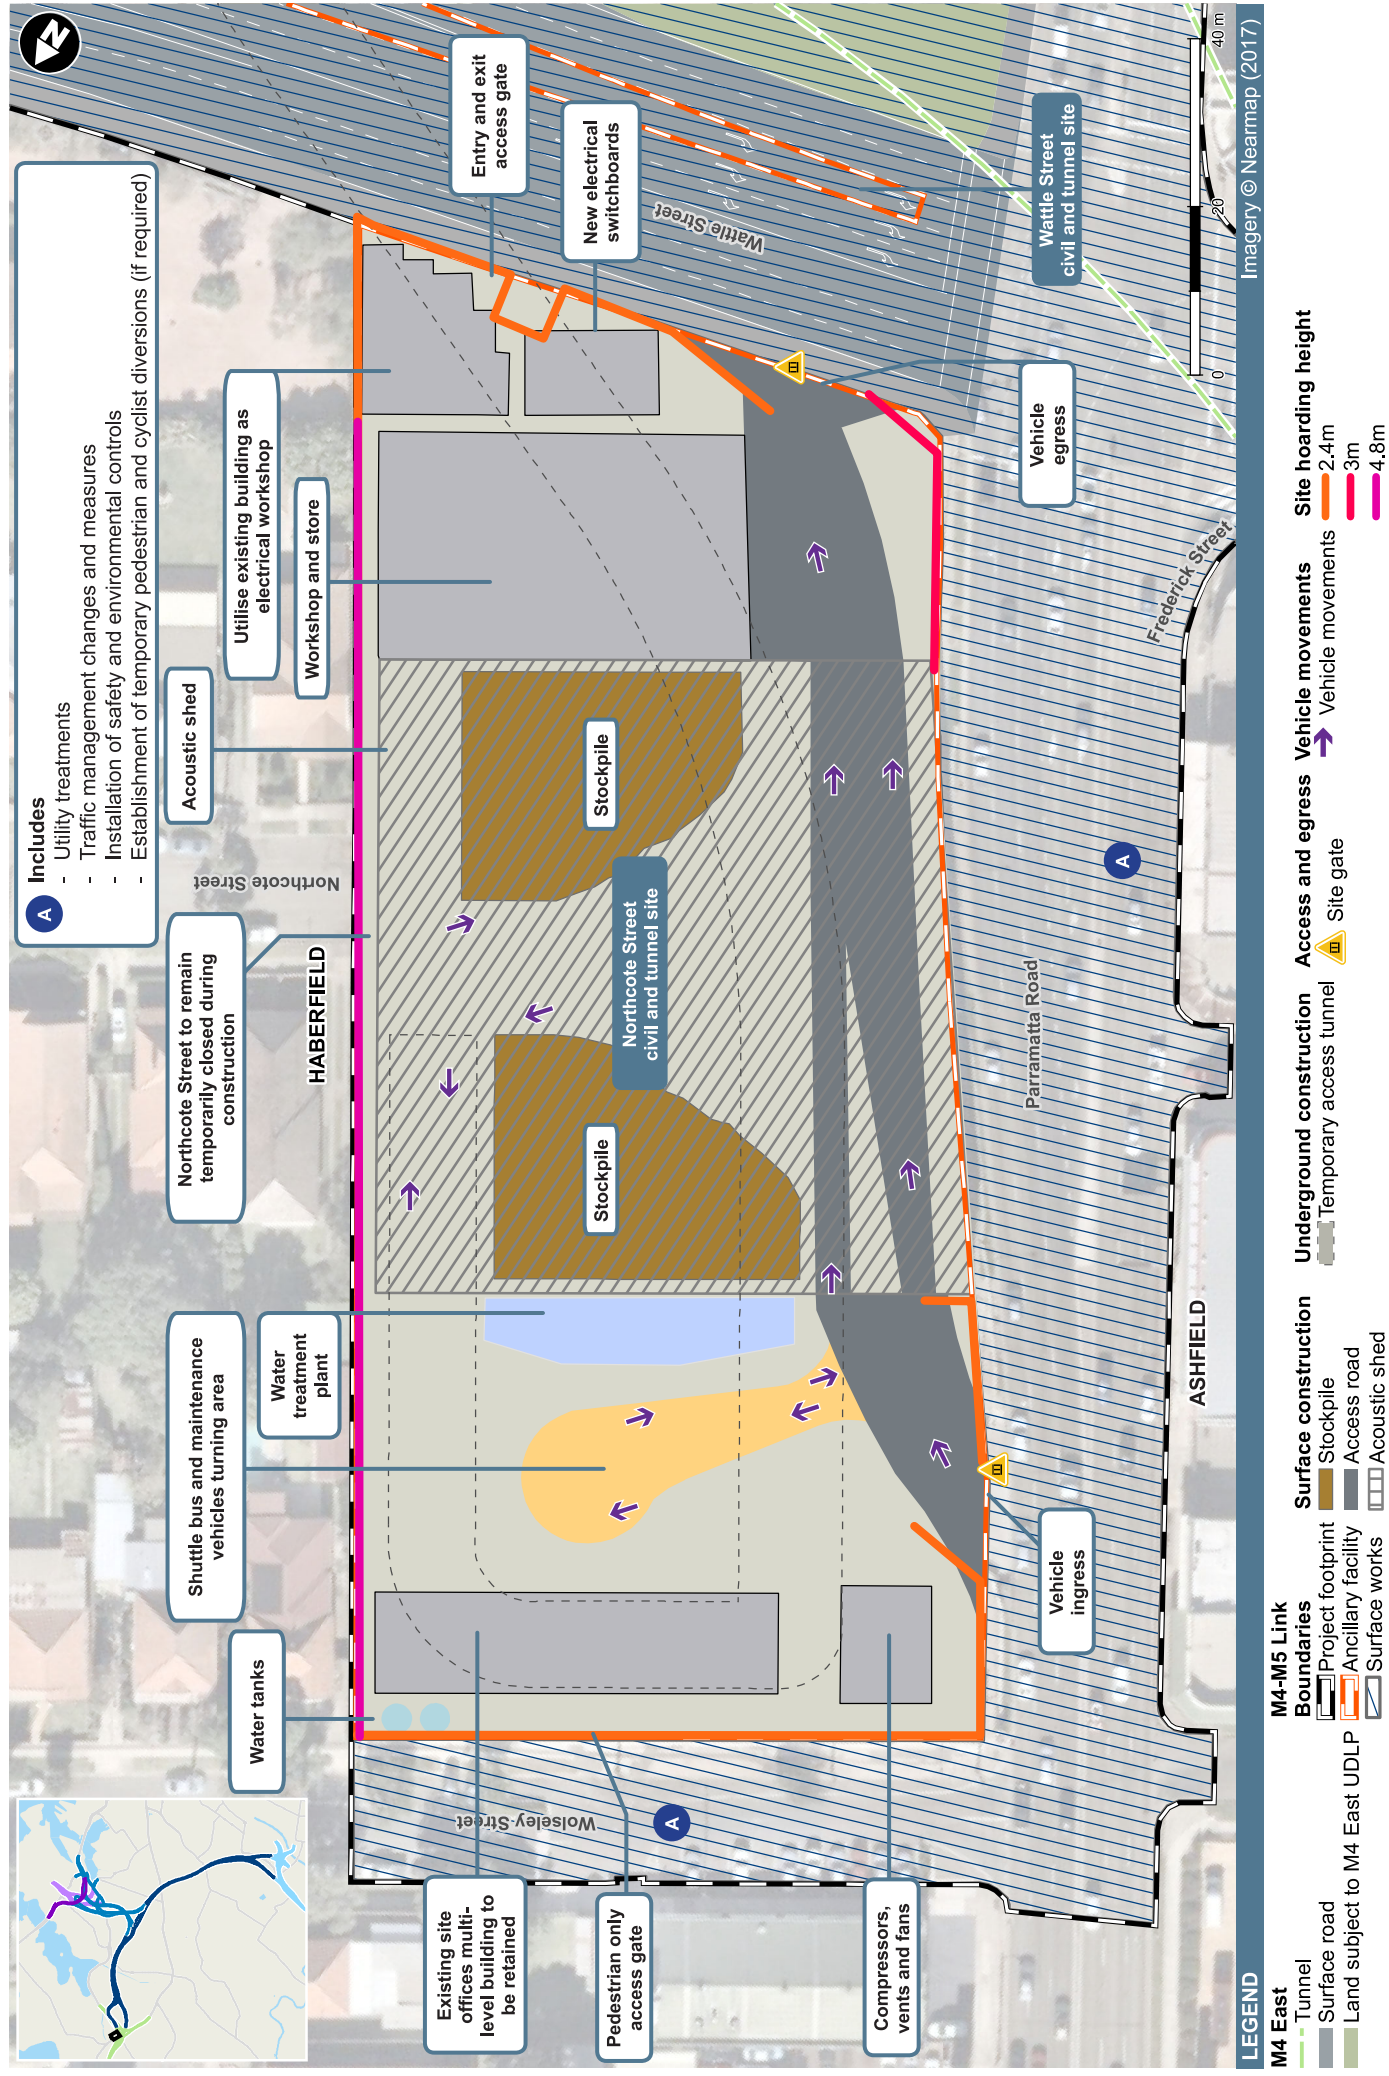 A Includes
- Utility treatments
- Traffic management changes and measures
- Installation of safety and environmental controls
- Establishment of temporary pedestrian and cyclist diversions (if required)
N
Water tanks
Shuttle bus and maintenance
vehicles turning area
Water
treatment
plant
Northcote Street to remain
temporarily closed during
construction
Northcote Street
Acoustic shed
Utilise existing building as
electrical workshop
Workshop and store
HABERFIELD
Entry and exit
access gate
New electrical
switchboards
Wattle Street
Wattle Street
civil and tunnel site
Stockpile
Stockpile
Northcote Street
civil and tunnel site
Existing site
offices multi-
level building to
be retained
Wolseley Street
A
Pedestrian only
access gate
Compressors,
vents and fans
Vehicle
ingress
Vehicle
egress
Parramatta Road
A
Frederick Street
ASHFIELD
0
20
40 m
LEGEND
Imagery © Nearmap (2017)
M4 East
Tunnel
Surface road
Land subject to M4 East UDLP
M4-M5 Link
Boundaries
Project footprint
Ancillary facility
Surface works
Surface construction
Stockpile
Access road
Acoustic shed
Underground construction
Temporary access tunnel
Access and egress
Site gate
Vehicle movements
Vehicle movements
Site hoarding height
2.4m
3m
4.8m